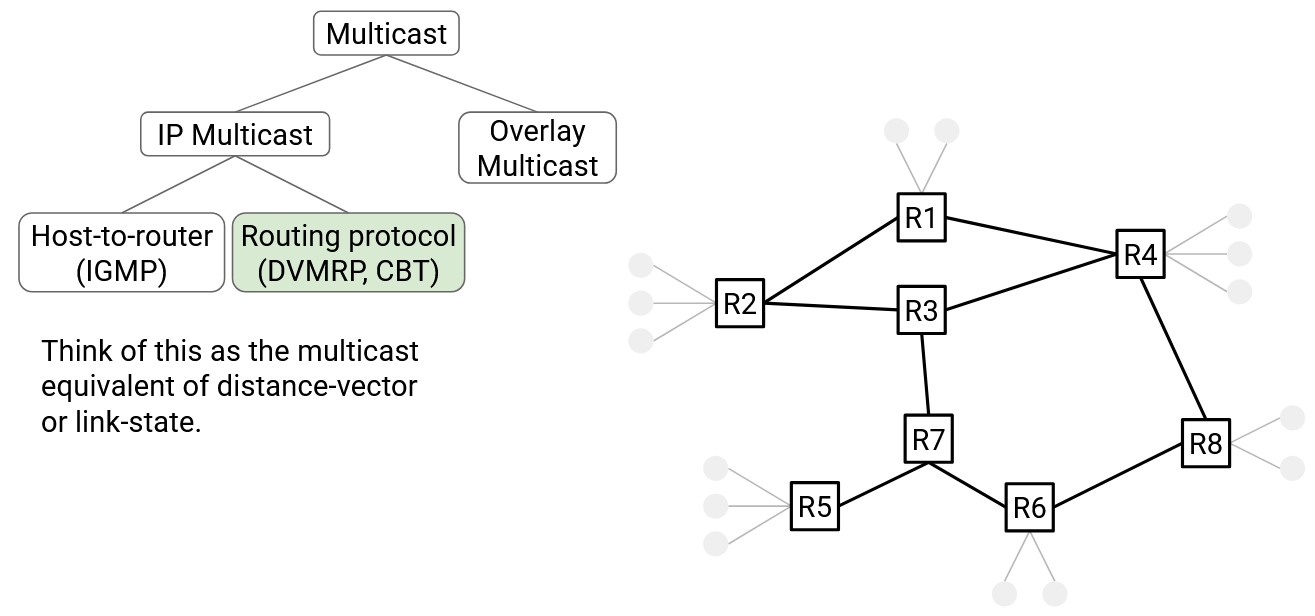 Multicast
IP Multicast
Overlay
Multicast
Host-to-router
(IGMP)
Routing protocol
(DVMRP, CBT)
Think of this as the multicast
equivalent of distance-vector
or link-state.
R1
R2
R3
R4
R7
R8
R5
R6